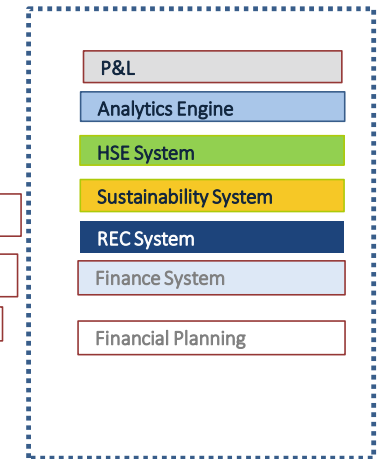 P&L
Analytics Engine
HSE System
Sustainability System
REC System
Finance System
Financial Planning